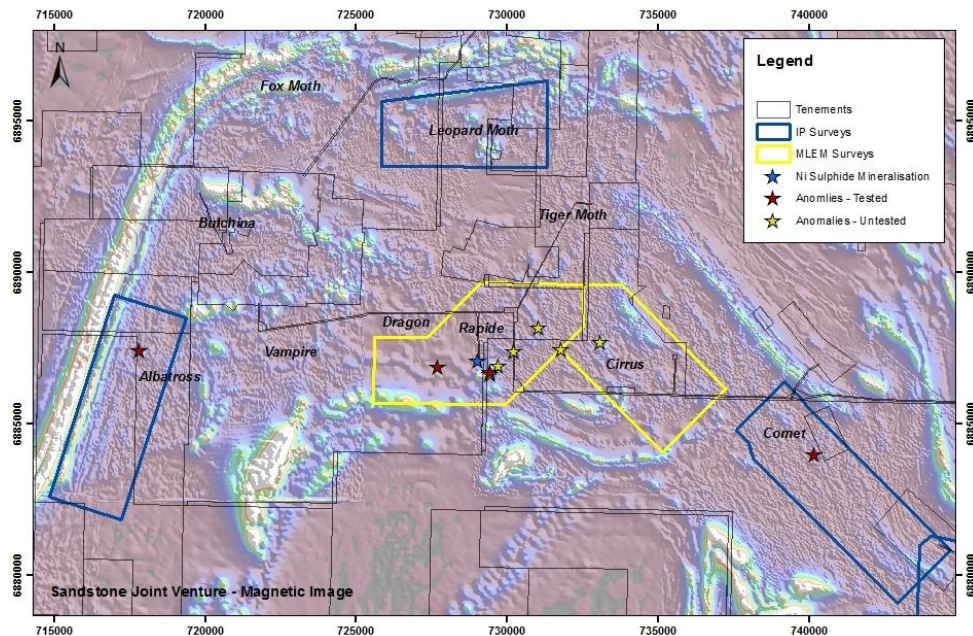 715000 720000 725000 730000 735000 740000
N
Fox Moth
Leopard Moth
Bulchina
Tiger Moth
Dragon
Rapide
Vampire
Albatross
Cirrus
Comet
Legend
Tenements
IP Surveys
MLEM Surveys
Ni Sulphide Mineralisation
Anomlies - Tested
Anomalies - Untested
6895000
6890000
6885000
6880000
6895000
6890000
6885000
6880000
Sandstone Joint Venture - Magnetic Image
715000 720000 725000 730000 735000 740000